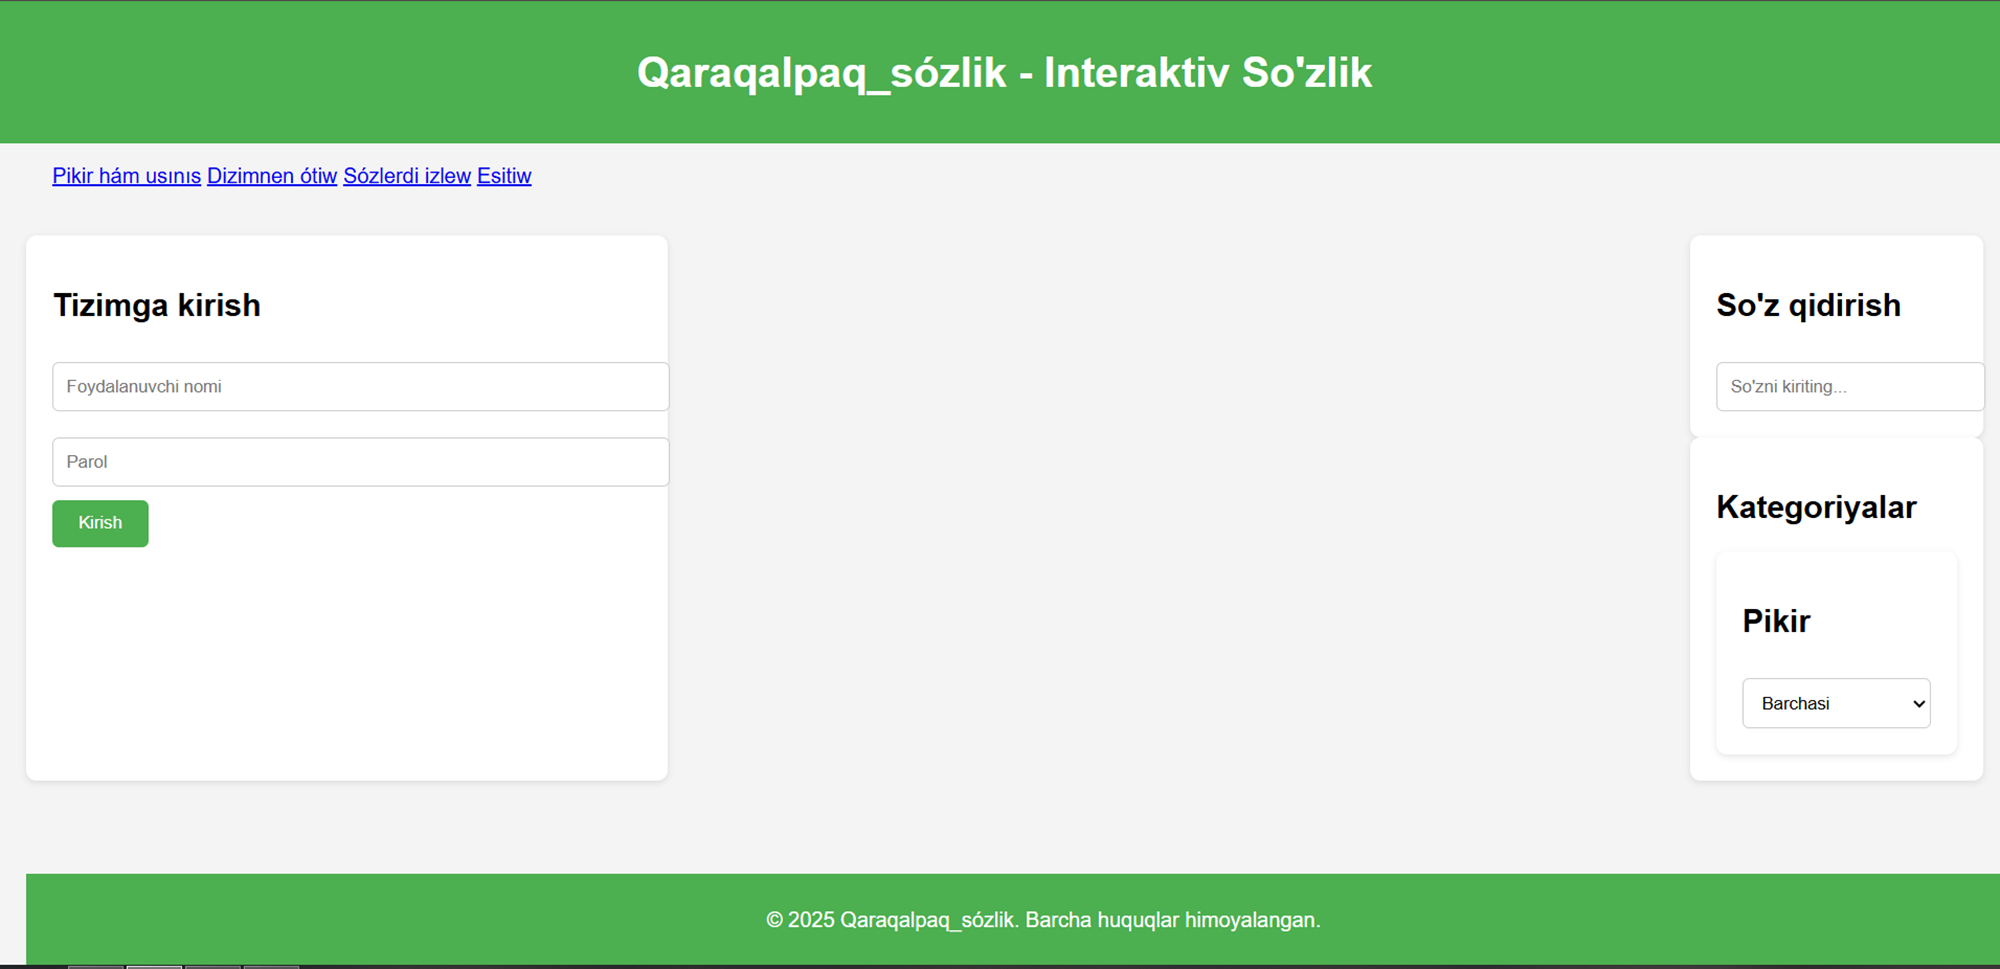 Qaraqalpaq_sózlik - Interaktiv So'zlik
Pikir hám usınıs Dizimnen ótiw Sózlerdi izlew Esitiw
Tizimga kirish
Foydalanuvchi nomi
Parol
Kirish
So'z qidirish
So'zni kiriting...
Kategoriyalar
Pikir
Barchasi
© 2025 Qaraqalpaq_sózlik. Barcha huquqlar himoyalangan.